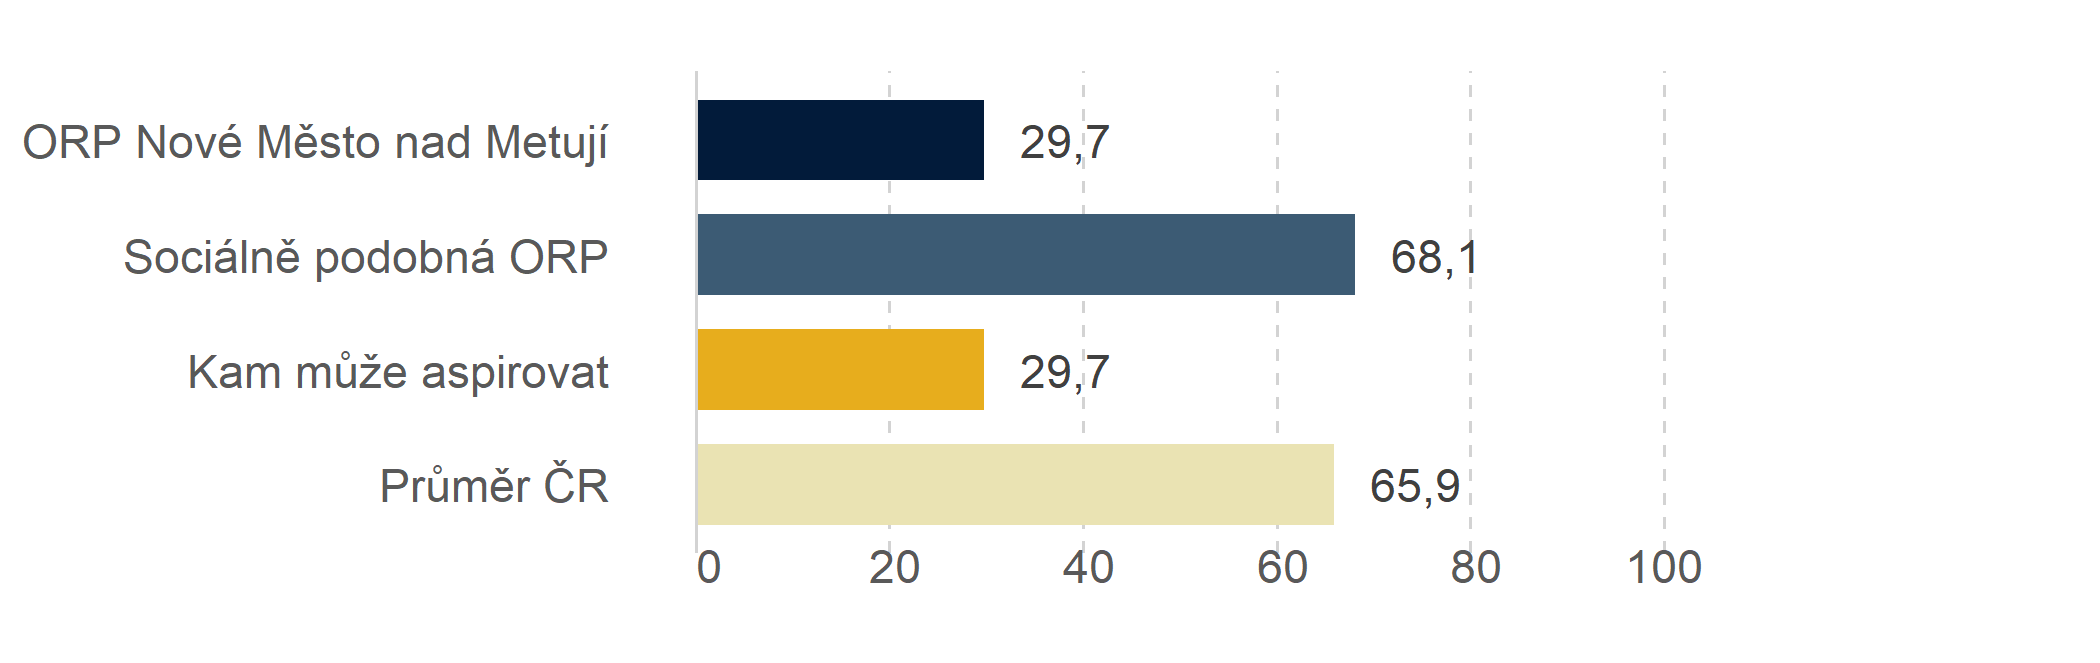 ORP Nové Město nad Metují 29,7
Sociálně podobná ORP 68,1
Kam může aspirovat 29,7
Průměr ČR 65,9
0 20 40 60 80 100